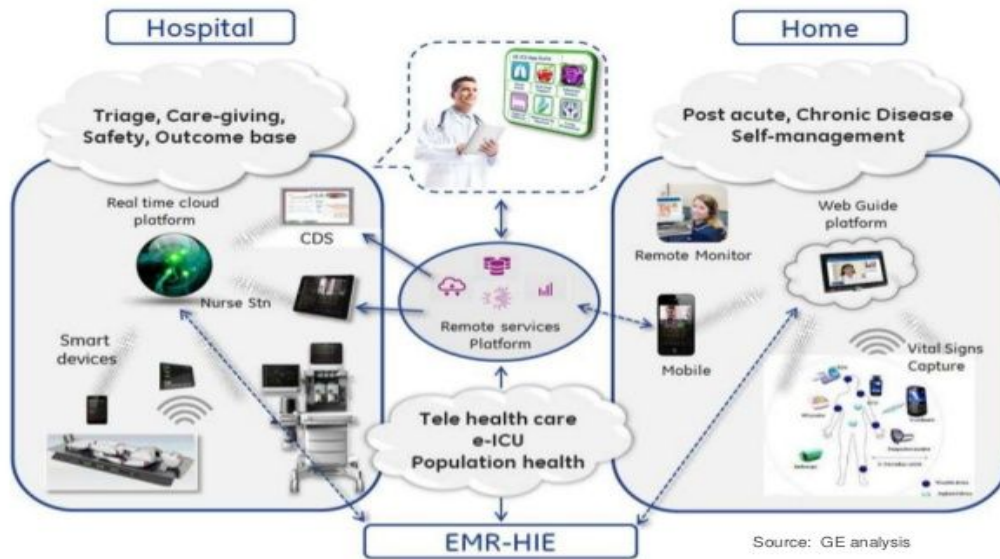 Hospital
Home
Triage, Care-giving,
Safety, Outcome base
Post acute, Chronic Disease
Self-management
Real time cloud
platform
CDS
Nurse Stn
Smart
devices
Remote services
Platform
Tele health care
e-ICU
Population health
Remote Monitor
Web Guide
platform
Mobile
Vital Signs
Capture
EMR-HIE
Source: GE analysis